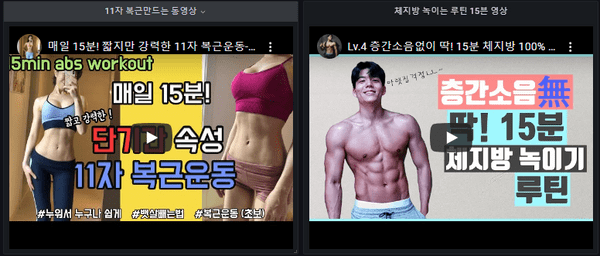 11자 복근만드는 동영상
매일 15분! 짧지만 강력한 11자 복근운동-...
5min abs workout
매일 15분!
짧고 강력한!
단기간 속성
11자 복근운동
#누워서 누구나 쉽게 #뱃살빼는법 #복근운동 (초보)
체지방 녹이는 루틴 15분 영상
Lv.4 층간소음없이 딱! 15분 체지방 100% ...
층간소음無
딱! 15분
체지방 녹이기
루틴